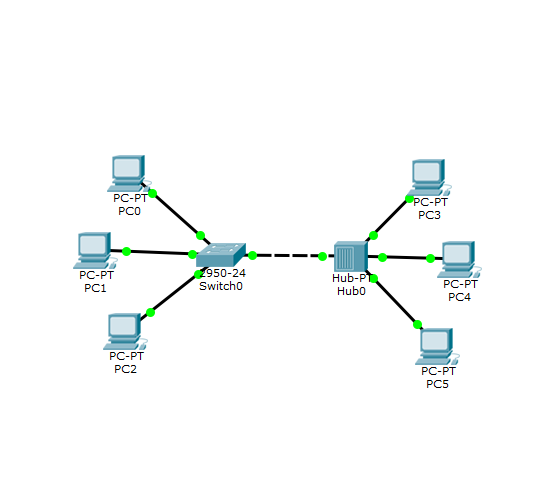 PC-PT
PC0
PC-PT
PC1
PC-PT
PC2
2950-24
Switch0
Hub-PT
Hub0
PC-PT
PC3
PC-PT
PC4
PC-PT
PC5